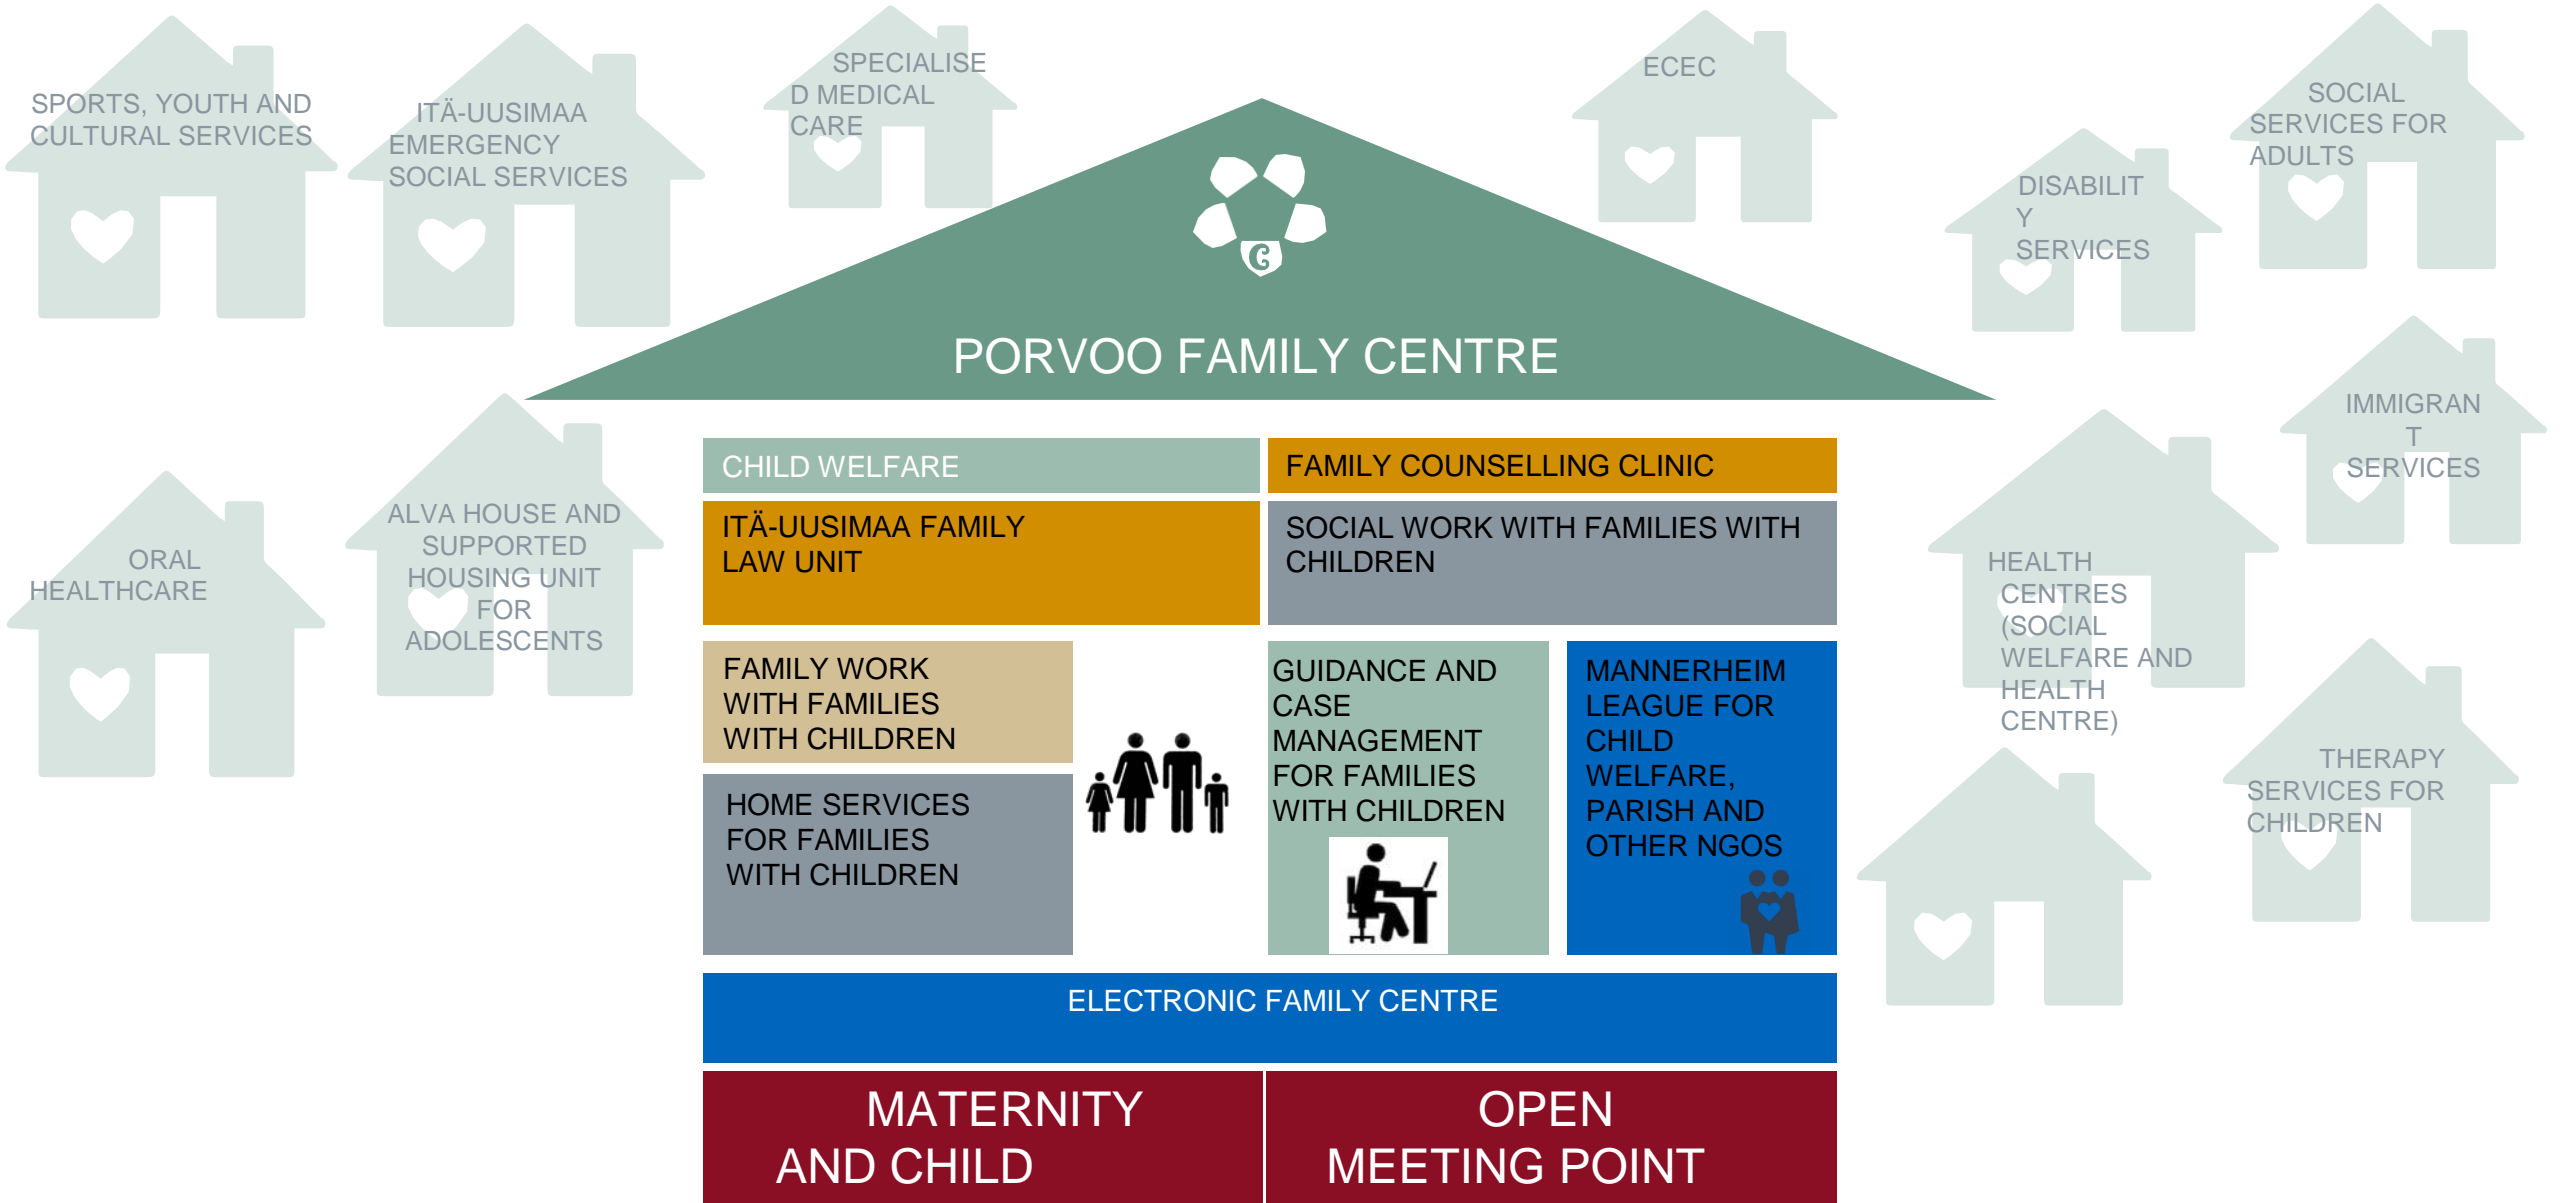 SPORTS, YOUTH AND
CULTURAL SERVICES
ITÄ-UUSIMAA
EMERGENCY
SOCIAL SERVICES
SPECIALISE
D MEDICAL
CARE
ECEC
DISABILIT
Y
SERVICES
SOCIAL
SERVICES FOR
ADULTS
PORVOO FAMILY CENTRE
ORAL
HEALTHCARE
ALVA HOUSE AND
SUPPORTED
HOUSING UNIT
FOR
ADOLESCENTS
CHILD WELFARE
FAMILY COUNSELLING CLINIC
ITÄ-UUSIMAA FAMILY
LAW UNIT
SOCIAL WORK WITH FAMILIES WITH
CHILDREN
FAMILY WORK
WITH FAMILIES
WITH CHILDREN
HOME SERVICES
FOR FAMILIES
WITH CHILDREN
GUIDANCE AND
CASE
MANAGEMENT
FOR FAMILIES
WITH CHILDREN
MANNERHEIM
LEAGUE FOR
CHILD
WELFARE,
PARISH AND
OTHER NGOS
IMMIGRAN
T
SERVICES
HEALTH
CENTRES
(SOCIAL
WELFARE AND
HEALTH
CENTRE)
THERAPY
SERVICES FOR
CHILDREN
ELECTRONIC FAMILY CENTRE
MATERNITY
AND CHILD
OPEN
MEETING POINT